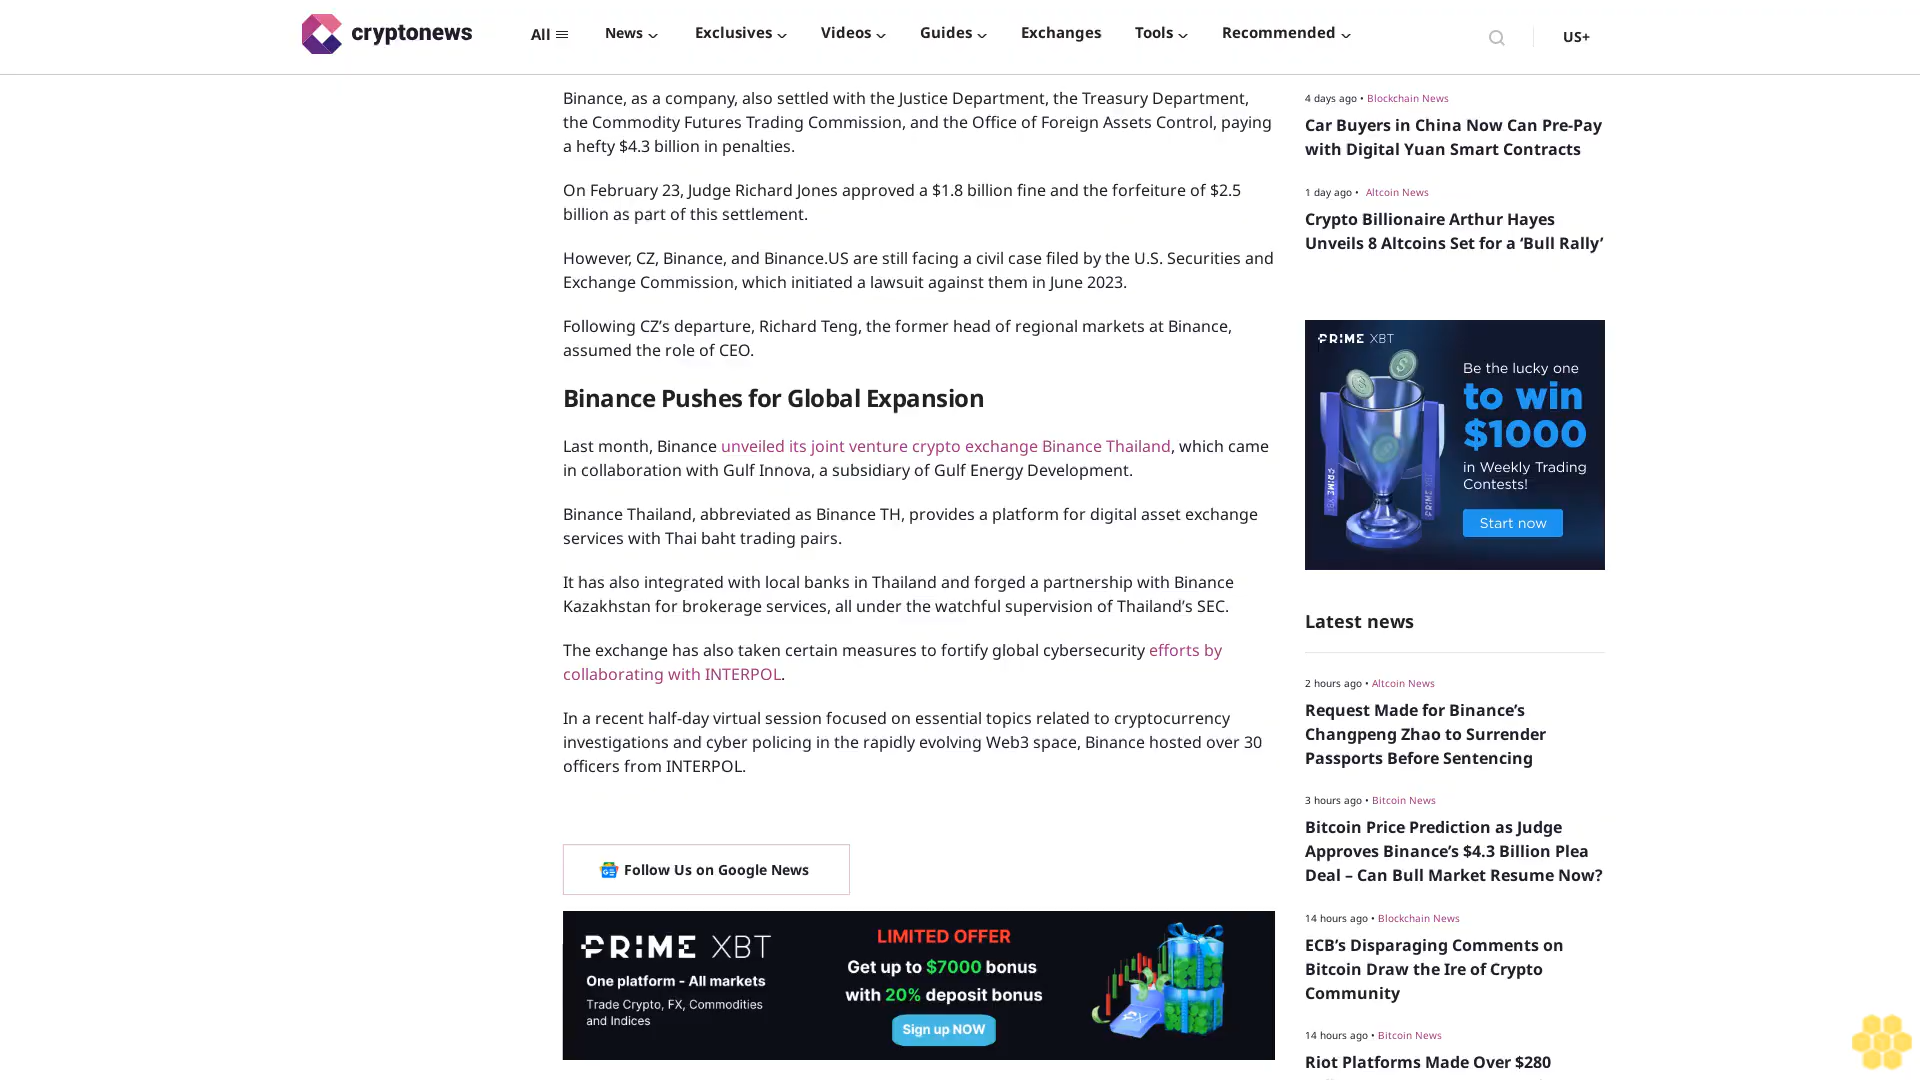 cryptonews
All
News
Exclusives
Videos
Guides
Exchanges
Tools
Recommended
US+
Binance, as a company, also settled with the Justice Department, the Treasury Department,
the Commodity Futures Trading Commission, and the Office of Foreign Assets Control, paying
a hefty $4.3 billion in penalties.
On February 23, Judge Richard Jones approved a $1.8 billion fine and the forfeiture of $2.5
billion as part of this settlement.
However, CZ, Binance, and Binance.US are still facing a civil case filed by the U.S. Securities and
Exchange Commission, which initiated a lawsuit against them in June 2023.
Following CZ’s departure, Richard Teng, the former head of regional markets at Binance,
assumed the role of CEO.
Binance Pushes for Global Expansion
Last month, Binance unveiled its joint venture crypto exchange Binance Thailand, which came
in collaboration with Gulf Innova, a subsidiary of Gulf Energy Development.
Binance Thailand, abbreviated as Binance TH, provides a platform for digital asset exchange
services with Thai baht trading pairs.
It has also integrated with local banks in Thailand and forged a partnership with Binance
Kazakhstan for brokerage services, all under the watchful supervision of Thailand’s SEC.
The exchange has also taken certain measures to fortify global cybersecurity efforts by
collaborating with INTERPOL.
In a recent half-day virtual session focused on essential topics related to cryptocurrency
investigations and cyber policing in the rapidly evolving Web3 space, Binance hosted over 30
officers from INTERPOL.
Follow Us on Google News
PRIME XBT
One platform - All markets
Trade Crypto, FX, Commodities
and Indices
LIMITED OFFER
Get up to $7000 bonus
with 20% deposit bonus
Sign up NOW
4 days ago • Blockchain News
Car Buyers in China Now Can Pre-Pay
with Digital Yuan Smart Contracts
1 day ago • Altcoin News
Crypto Billionaire Arthur Hayes
Unveils 8 Altcoins Set for a ‘Bull Rally’
PRIME XBT
Be the lucky one
to win
$1000
in Weekly Trading
Contests!
Start now
Latest news
2 hours ago • Altcoin News
Request Made for Binance’s
Changpeng Zhao to Surrender
Passports Before Sentencing
3 hours ago • Bitcoin News
Bitcoin Price Prediction as Judge
Approves Binance’s $4.3 Billion Plea
Deal – Can Bull Market Resume Now?
14 hours ago • Blockchain News
ECB’s Disparaging Comments on
Bitcoin Draw the Ire of Crypto
Community
14 hours ago • Bitcoin News
Riot Platforms Made Over $280